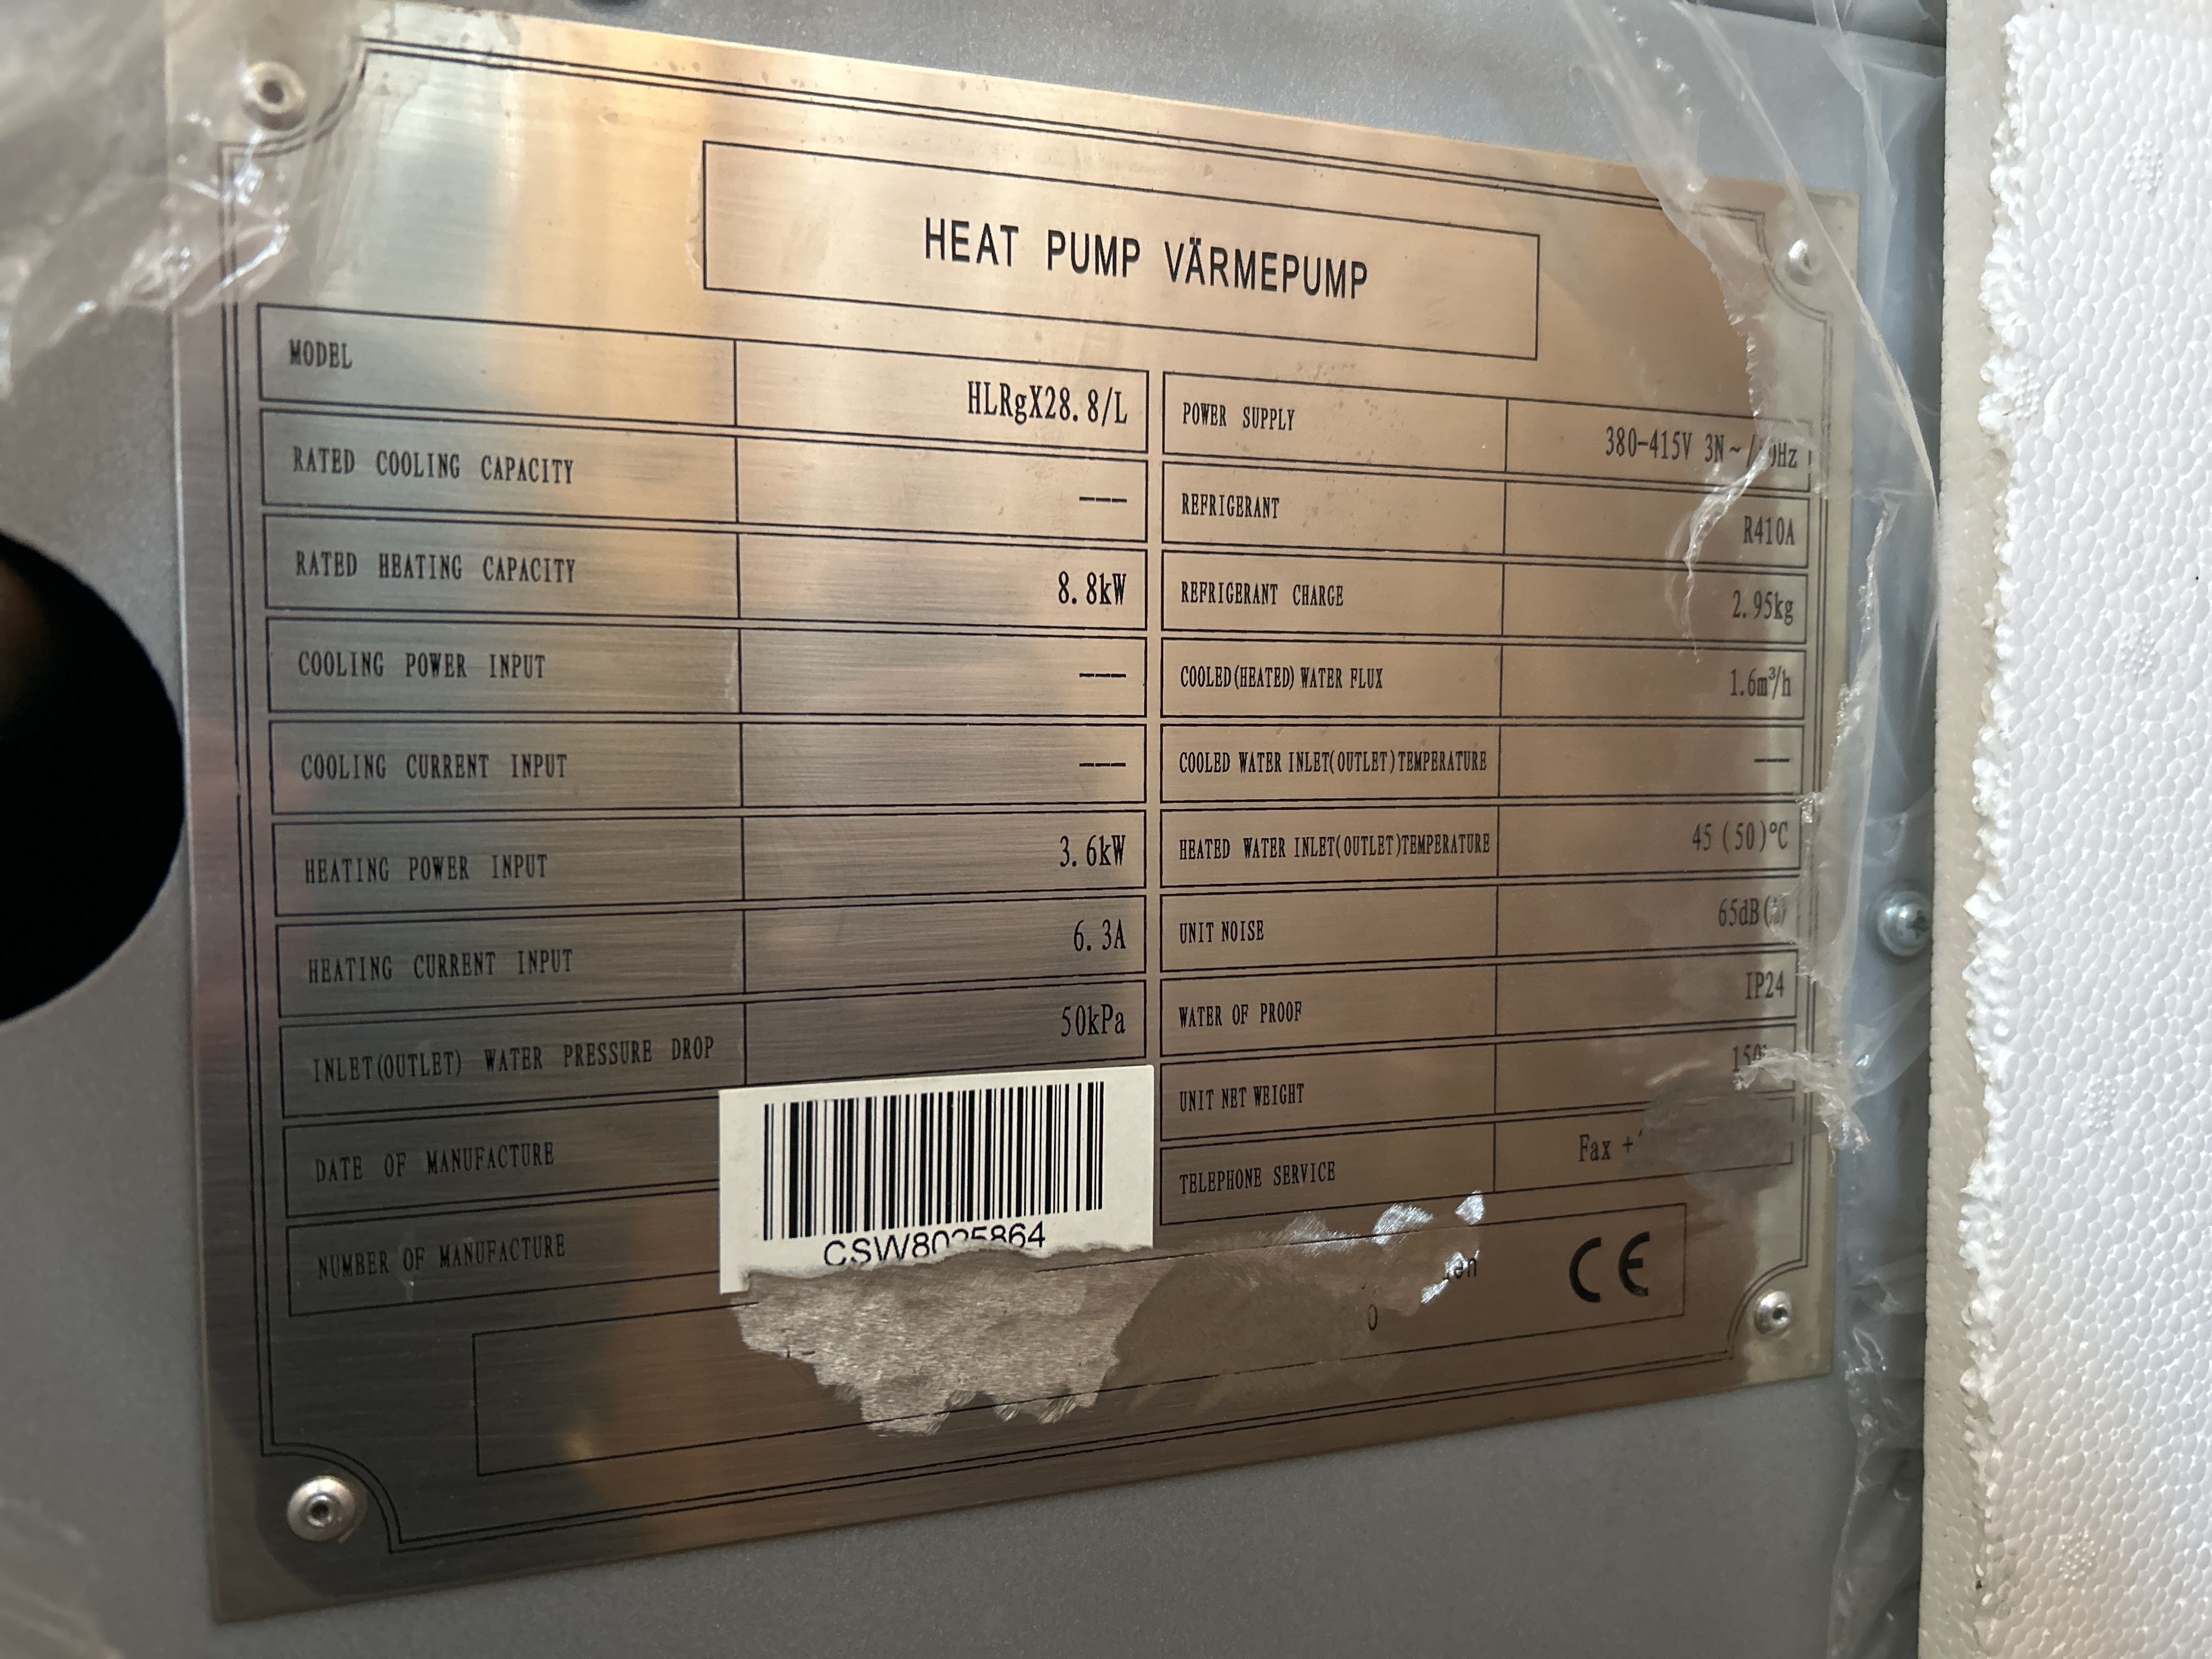 HEAT PUMP VÄRMEPUMP
MODEL HLRgX28.8/L
RATED COOLING CAPACITY ---
RATED HEATING CAPACITY 8.8kW
COOLING POWER INPUT ---
COOLING CURRENT INPUT ---
HEATING POWER INPUT 3.6kW
HEATING CURRENT INPUT 6.3A
INLET(OUTLET) WATER PRESSURE DROP 50kPa
DATE OF MANUFACTURE
NUMBER OF MANUFACTURE
POWER SUPPLY 380-415V 3N~/
REFRIGERANT R410A
REFRIGERANT CHARGE 2.95kg
COOLED(HEATED) WATER FLUX 1.6m³/h
COOLED WATER INLET(OUTLET)TEMPERATURE ---
HEATED WATER INLET(OUTLET)TEMPERATURE 45(50)℃
UNIT NOISE 65dB(A)
WATER OF PROOF IP24
UNIT NET WEIGHT
TELEPHONE SERVICE Fax +
CE